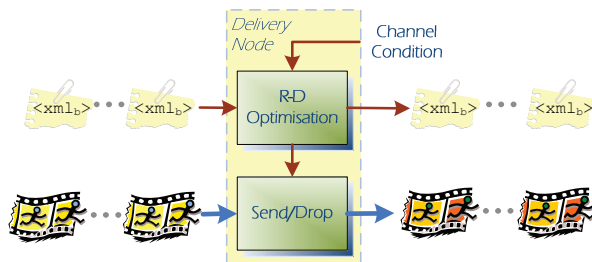 Delivery
Node
Channel
Condition
R-D
Optimisation
<xml_b> <xml_b> <xml_b> <xml_b>
Send/Drop